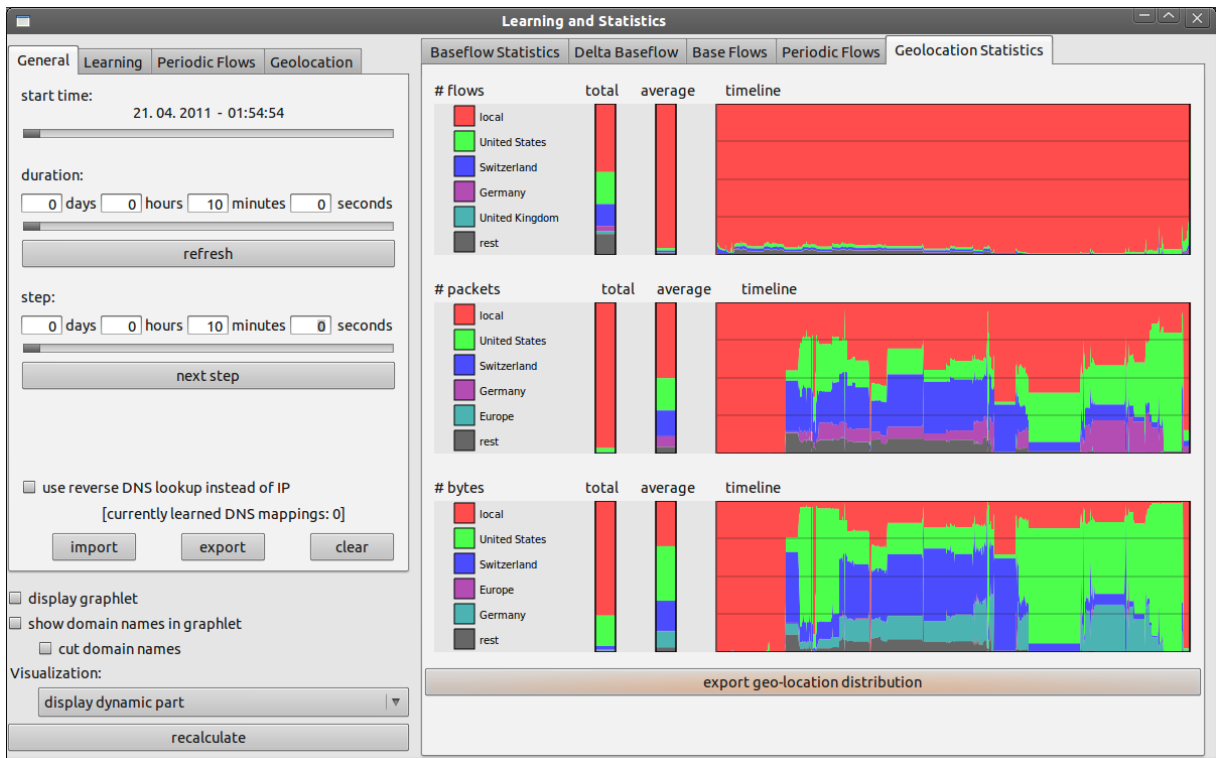 Learning and Statistics
General Learning Periodic Flows Geolocation
start time:
21. 04. 2011 - 01:54:54
duration:
0 days 0 hours 10 minutes 0 seconds
refresh
step:
0 days 0 hours 10 minutes 0 seconds
next step
use reverse DNS lookup instead of IP
[currently learned DNS mappings: 0]
import export clear
display graphlet
show domain names in graphlet
cut domain names
Visualization:
display dynamic part
recalculate
Baseflow Statistics Delta Baseflow Base Flows Periodic Flows Geolocation Statistics
# flows total average timeline
local
United States
Switzerland
Germany
United Kingdom
rest
# packets total average timeline
local
United States
Switzerland
Germany
Europe
rest
# bytes total average timeline
local
United States
Switzerland
Europe
Germany
rest
export geo-location distribution